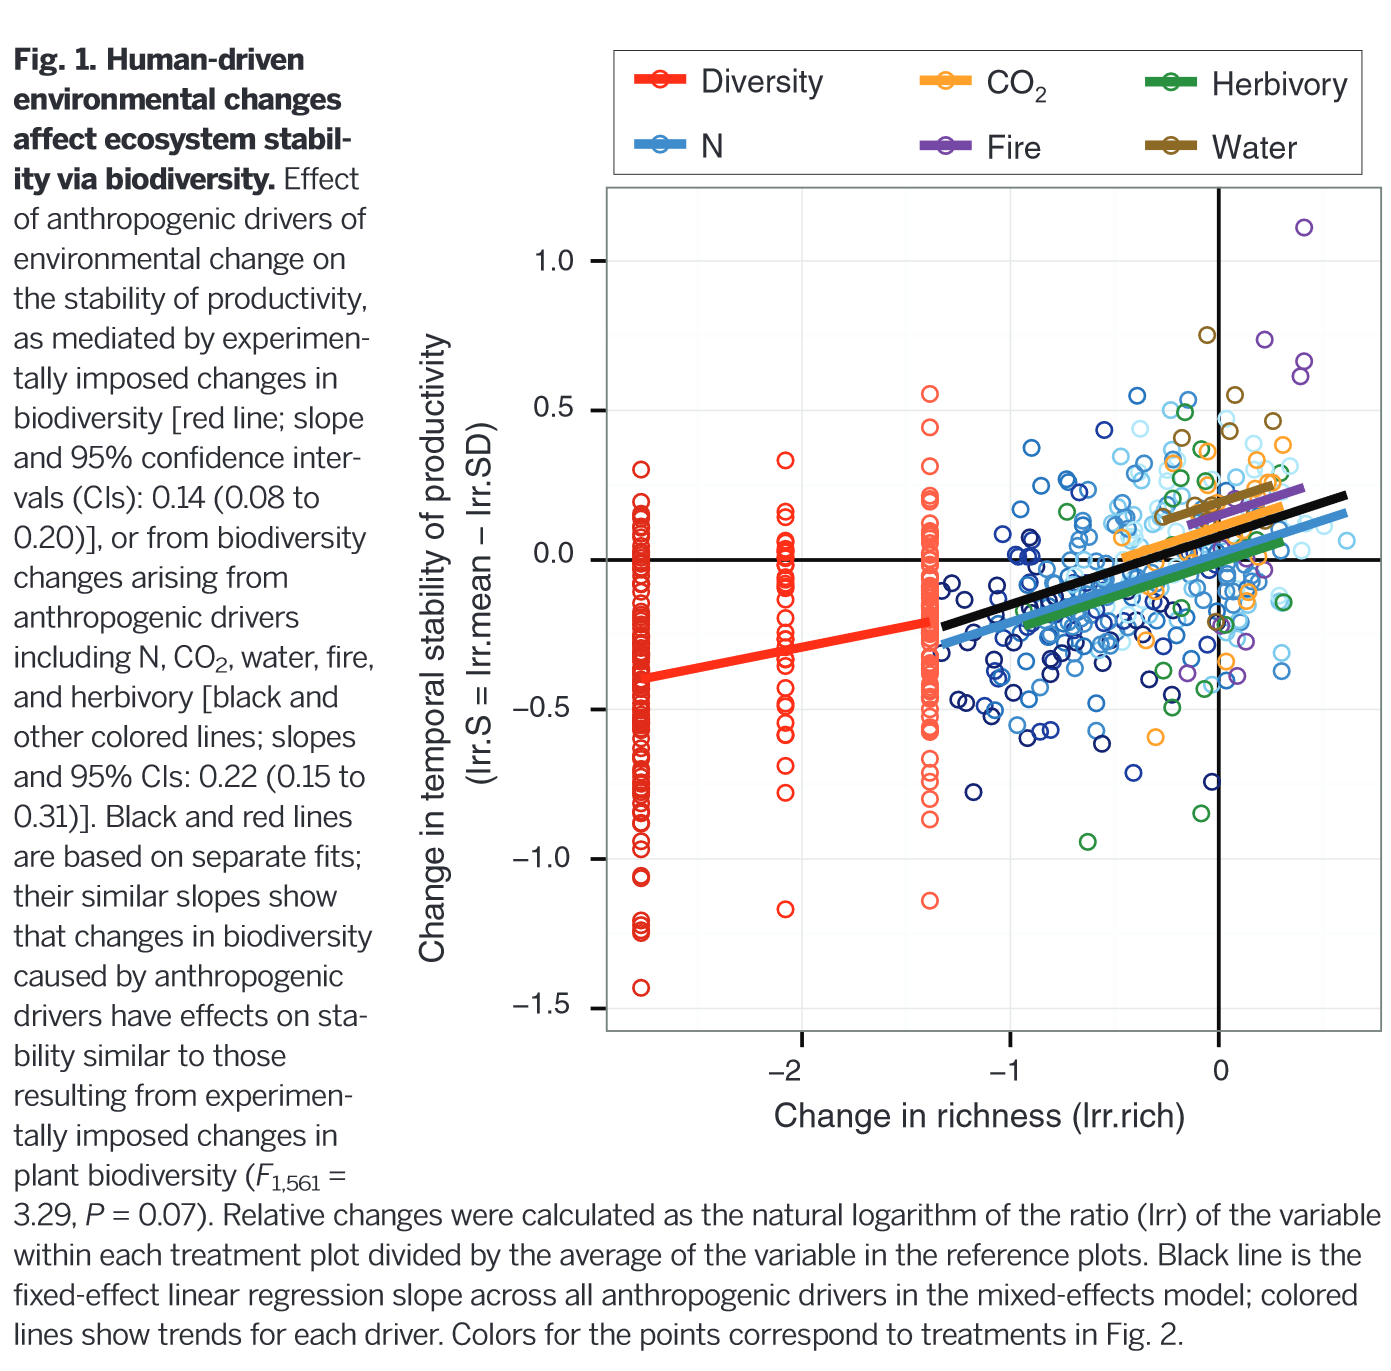 Fig. 1. Human-driven
environmental changes
affect ecosystem stabil-
ity via biodiversity. Effect
of anthropogenic drivers of
environmental change on
the stability of productivity,
as mediated by experimen-
tally imposed changes in
biodiversity [red line; slope
and 95% confidence inter-
vals (CIs): 0.14 (0.08 to
0.20)], or from biodiversity
changes arising from
anthropogenic drivers
including N, CO₂, water, fire,
and herbivory [black and
other colored lines; slopes
and 95% CIs: 0.22 (0.15 to
0.31)]. Black and red lines
are based on separate fits;
their similar slopes show
that changes in biodiversity
caused by anthropogenic
drivers have effects on sta-
bility similar to those
resulting from experimen-
tally imposed changes in
plant biodiversity (F₁,₅₆₁ =
3.29, P = 0.07). Relative changes were calculated as the natural logarithm of the ratio (lrr) of the variable
within each treatment plot divided by the average of the variable in the reference plots. Black line is the
fixed-effect linear regression slope across all anthropogenic drivers in the mixed-effects model; colored
lines show trends for each driver. Colors for the points correspond to treatments in Fig. 2.
Diversity
CO₂
Herbivory
N
Fire
Water
Change in temporal stability of productivity
(lrr.S = lrr.mean − lrr.SD)
1.0
0.5
0.0
−0.5
−1.0
−1.5
−2
−1
0
Change in richness (lrr.rich)